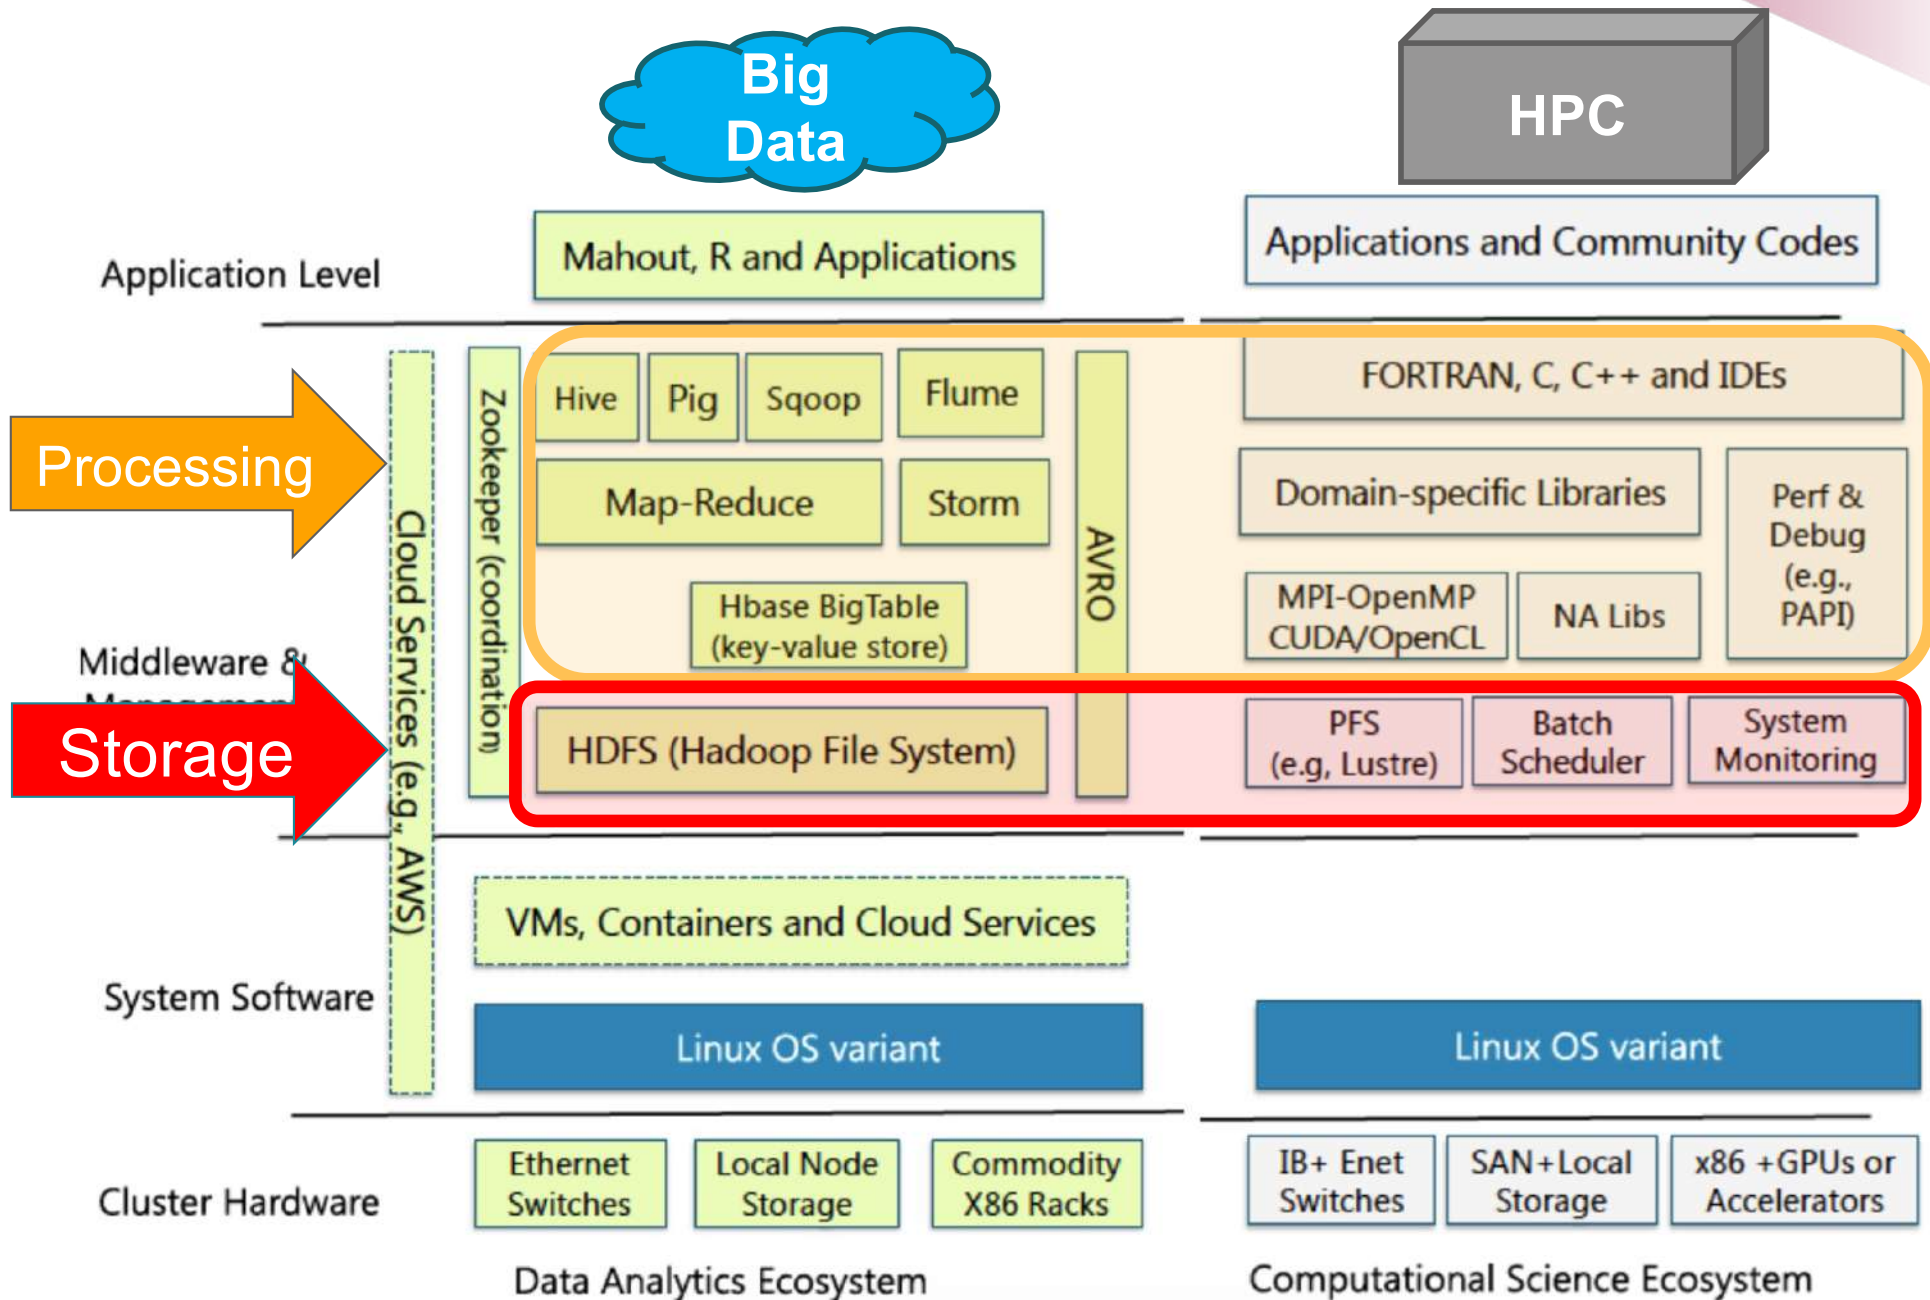 Big
Data
HPC
Application Level
Mahout, R and Applications
Applications and Community Codes
Processing
Cloud Services (e.g., AWS)
Zookeeper (coordination)
Hive
Pig
Sqoop
Flume
Map-Reduce
Storm
Hbase BigTable
(key-value store)
AVRO
FORTRAN, C, C++ and IDEs
Domain-specific Libraries
Perf &
Debug
(e.g.,
PAPI)
MPI-OpenMP
CUDA/OpenCL
NA Libs
Middleware &
Storage
HDFS (Hadoop File System)
PFS
(e.g, Lustre)
Batch
Scheduler
System
Monitoring
VMs, Containers and Cloud Services
System Software
Linux OS variant
Linux OS variant
Cluster Hardware
Ethernet
Switches
Local Node
Storage
Commodity
X86 Racks
IB+ Enet
Switches
SAN+Local
Storage
x86 +GPUs or
Accelerators
Data Analytics Ecosystem
Computational Science Ecosystem